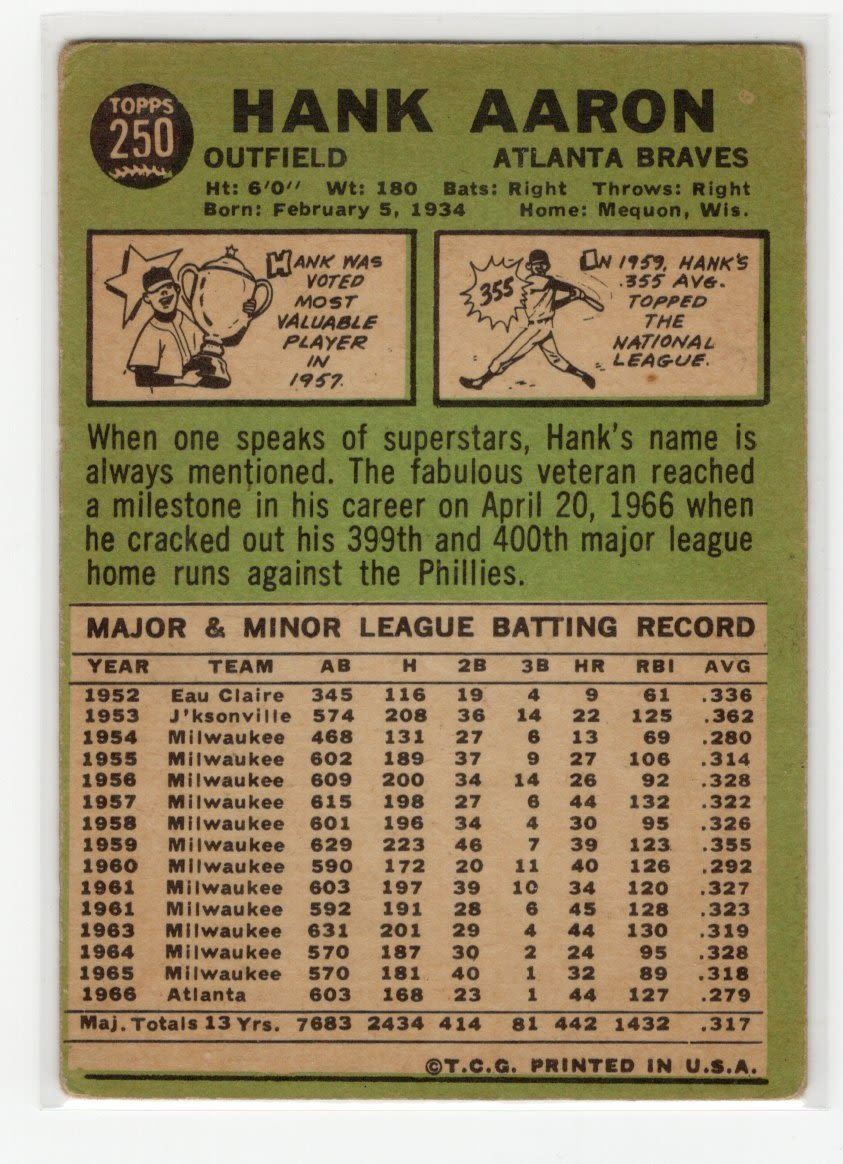 TOPPS
250
HANK AARON
OUTFIELD ATLANTA BRAVES
Ht: 6'0" Wt: 180 Bats: Right Throws: Right
Born: February 5, 1934 Home: Mequon, Wis.
HANK WAS
VOTED
MOST
VALUABLE
PLAYER
IN
1957.
355
IN 1959, HANK'S
.355 AVG.
TOPPED
THE
NATIONAL
LEAGUE.
When one speaks of superstars, Hank's name is
always mentioned. The fabulous veteran reached
a milestone in his career on April 20, 1966 when
he cracked out his 399th and 400th major league
home runs against the Phillies.
MAJOR & MINOR LEAGUE BATTING RECORD
YEAR TEAM AB H 2B 3B HR RBI AVG
1952 Eau Claire 345 116 19 4 9 61 .336
1953 J'ksonville 574 208 36 14 22 125 .362
1954 Milwaukee 468 131 27 6 13 69 .280
1955 Milwaukee 602 189 37 9 27 106 .314
1956 Milwaukee 609 200 34 14 26 92 .328
1957 Milwaukee 615 198 27 6 44 132 .322
1958 Milwaukee 601 196 34 4 30 95 .326
1959 Milwaukee 629 223 46 7 39 123 .355
1960 Milwaukee 590 172 20 11 40 126 .292
1961 Milwaukee 603 197 39 10 34 120 .327
1961 Milwaukee 592 191 28 6 45 128 .323
1963 Milwaukee 631 201 29 4 44 130 .319
1964 Milwaukee 570 187 30 2 24 95 .328
1965 Milwaukee 570 181 40 1 32 89 .318
1966 Atlanta 603 168 23 1 44 127 .279
Maj. Totals 13 Yrs. 7683 2434 414 81 442 1432 .317
©T.C.G. PRINTED IN U.S.A.